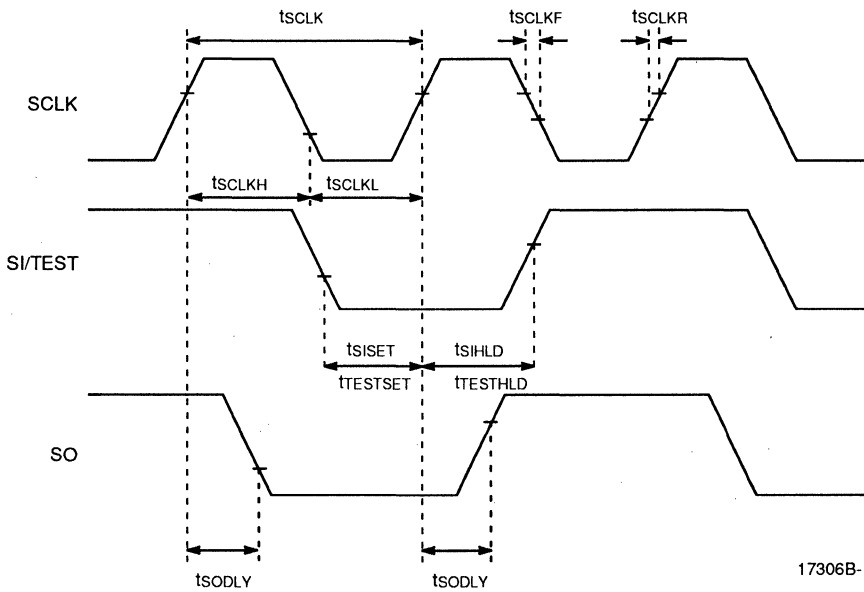 tSCLK
tSCLKF
tSCLKR
SCLK
tSCLKH
tSCLKL
SI/TEST
tSISET
tSIHLD
tTESTSET
tTESTHLD
SO
tSODLY
tSODLY
17306B-